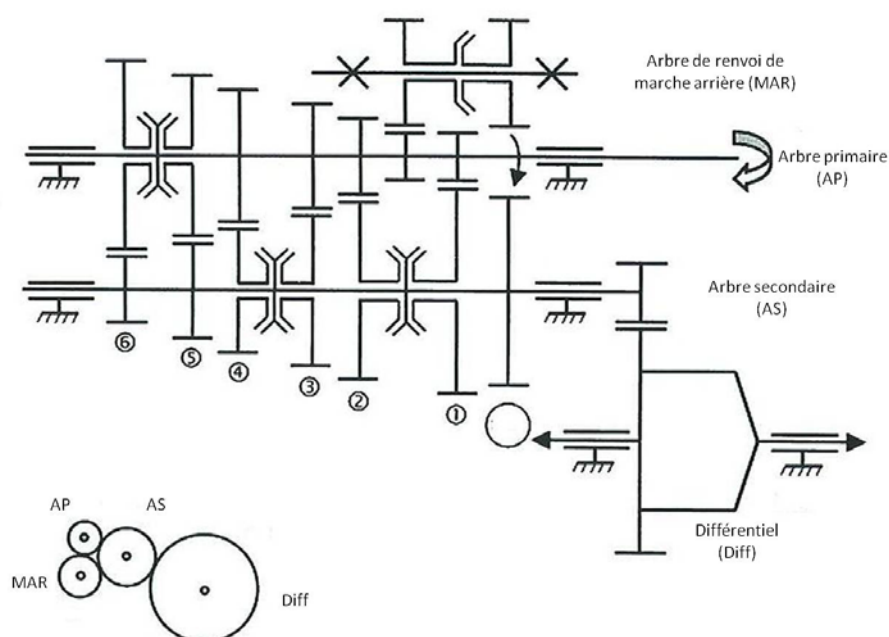 Arbre de renvoi de
marche arrière (MAR)
Arbre primaire
(AP)
Arbre secondaire
(AS)
⑥
⑤
④
③
②
①
Différentiel
(Diff)
AP
AS
MAR
Diff